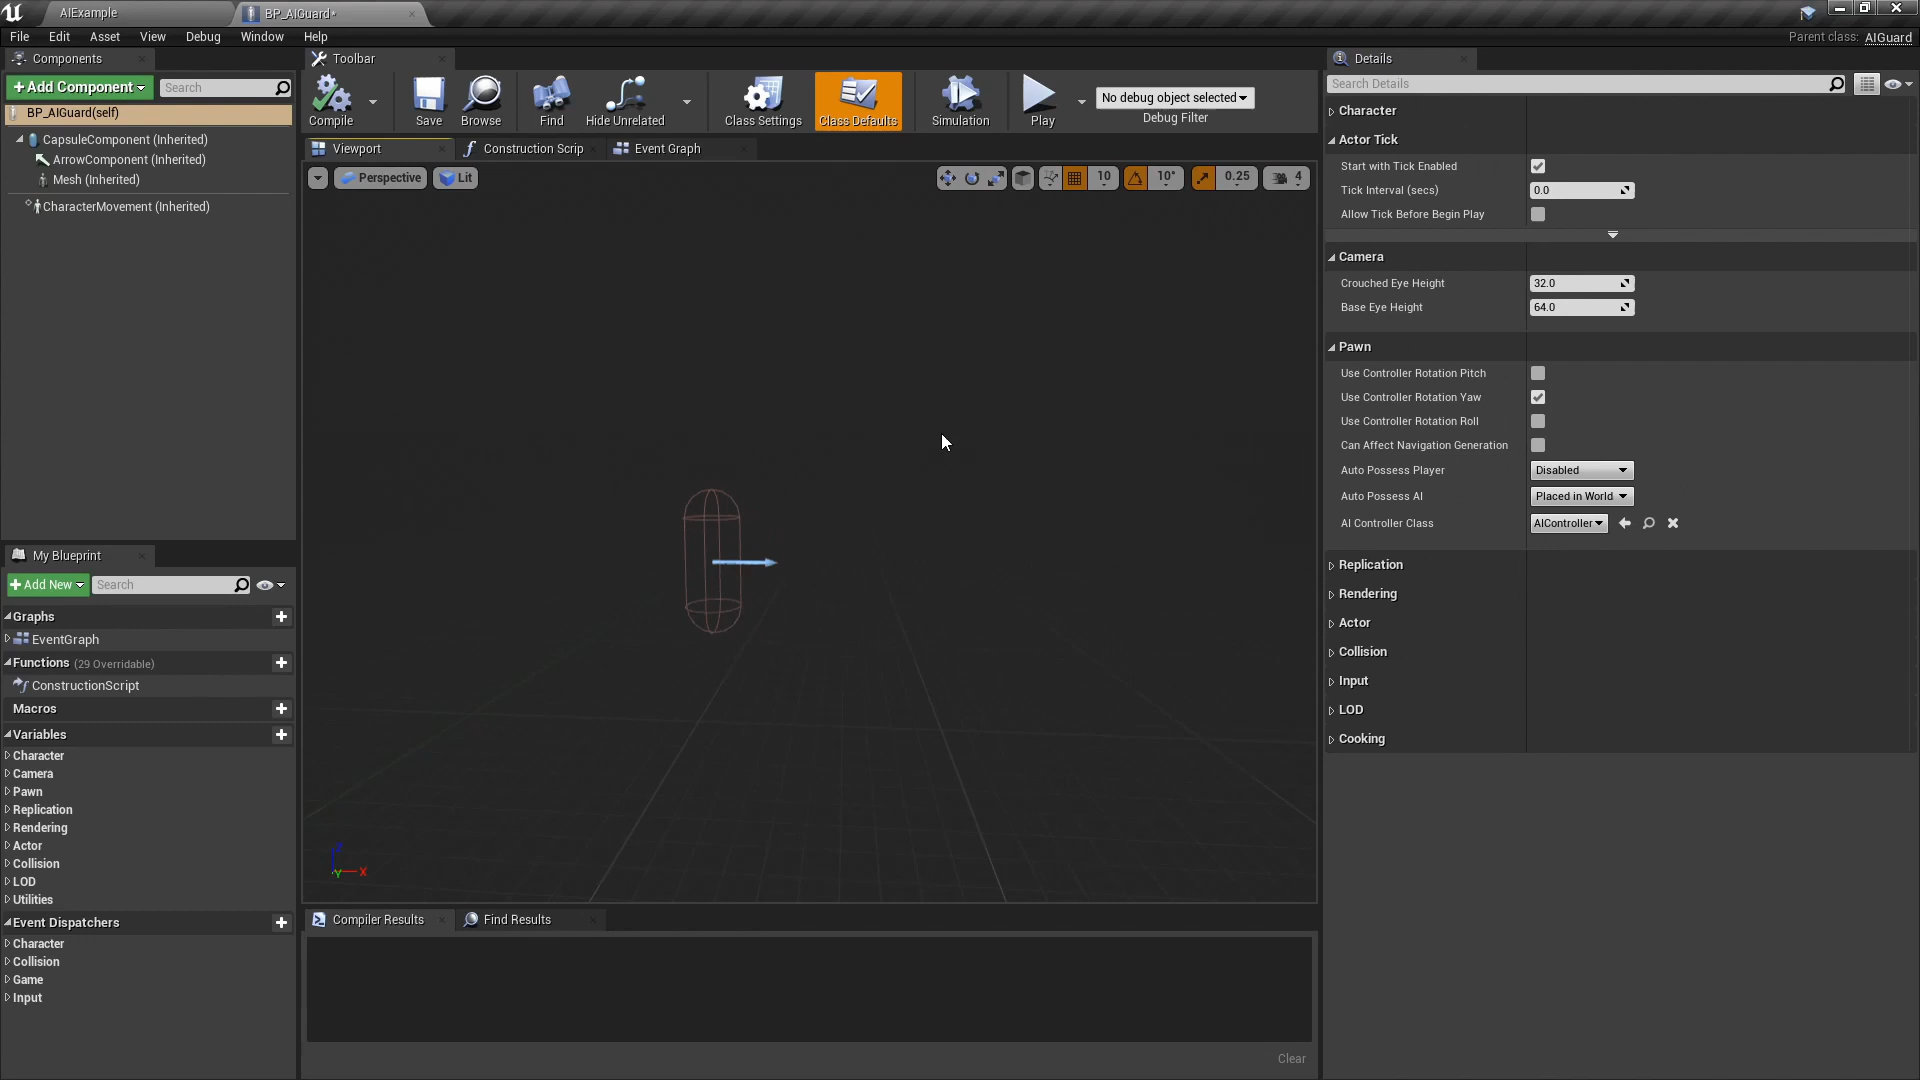 AIExample
BP_AIGuard*
File Edit Asset View Debug Window Help
Parent class: AIGuard
Components
+Add Component
Search
BP_AIGuard(self)
CapsuleComponent (Inherited)
ArrowComponent (Inherited)
Mesh (Inherited)
CharacterMovement (Inherited)
My Blueprint
+Add New
Search
Graphs
EventGraph
Functions (29 Overridable)
ConstructionScript
Macros
Variables
Character
Camera
Pawn
Replication
Rendering
Actor
Collision
LOD
Utilities
Event Dispatchers
Character
Collision
Game
Input
Toolbar
Compile
Save
Browse
Find
Hide Unrelated
Class Settings
Class Defaults
Simulation
Play
No debug object selected
Debug Filter
Viewport
Construction Scrip
Event Graph
Perspective
Lit
10
10°
0.25
4
Z
Y
X
Compiler Results
Find Results
Clear
Details
Search Details
Character
Actor Tick
Start with Tick Enabled
Tick Interval (secs) 0.0
Allow Tick Before Begin Play
Camera
Crouched Eye Height 32.0
Base Eye Height 64.0
Pawn
Use Controller Rotation Pitch
Use Controller Rotation Yaw
Use Controller Rotation Roll
Can Affect Navigation Generation
Auto Possess Player Disabled
Auto Possess AI Placed in World
AI Controller Class AIController
Replication
Rendering
Actor
Collision
Input
LOD
Cooking